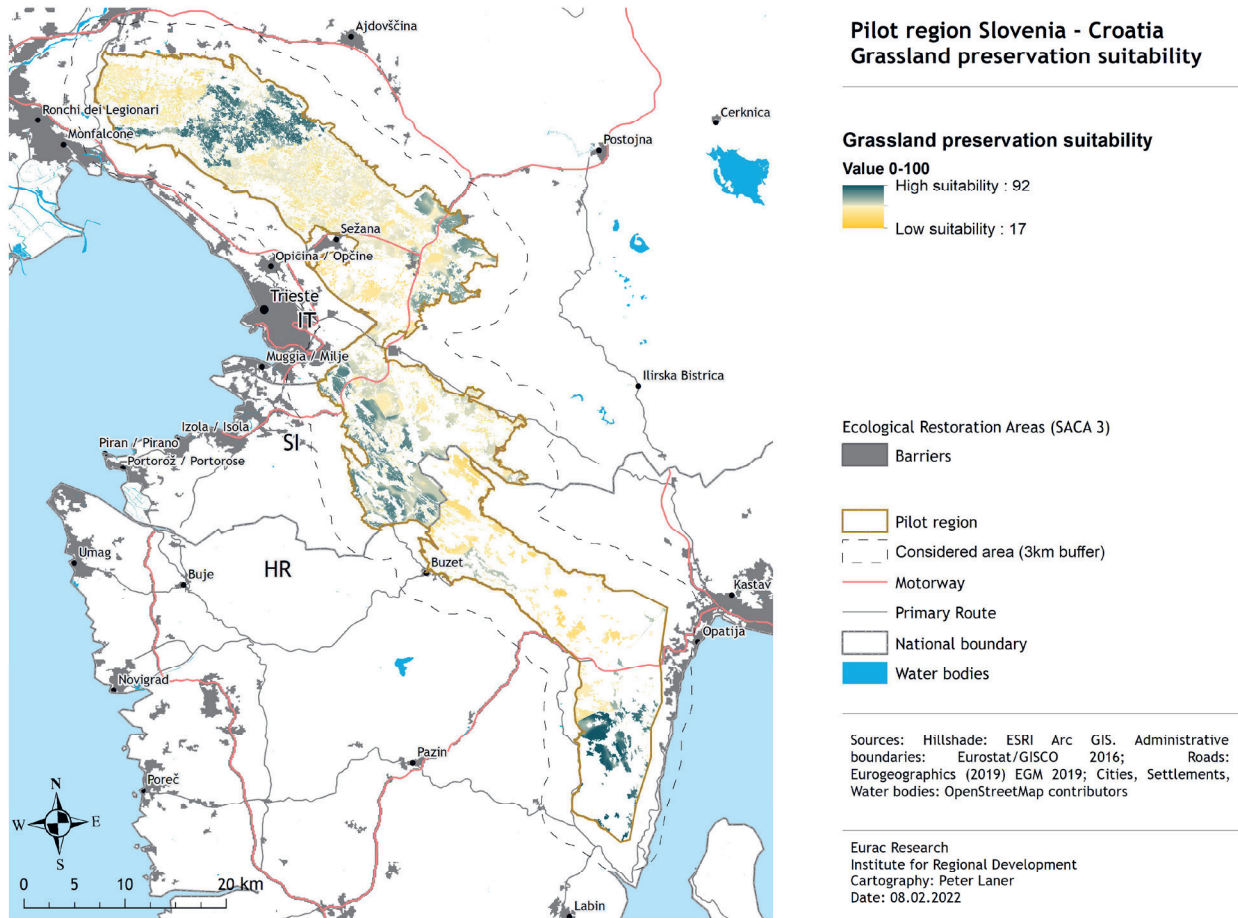 Pilot region Slovenia - Croatia
Grassland preservation suitability
Grassland preservation suitability
Value 0-100
High suitability : 92
Low suitability : 17
Ecological Restoration Areas (SACA 3)
Barriers
Pilot region
Considered area (3km buffer)
Motorway
Primary Route
National boundary
Water bodies
Sources: Hillshade: ESRI Arc GIS. Administrative
boundaries: Eurostat/GISCO 2016; Roads:
Eurogeographics (2019) EGM 2019; Cities, Settlements,
Water bodies: OpenStreetMap contributors
Eurac Research
Institute for Regional Development
Cartography: Peter Laner
Date: 08.02.2022
Ajdovščina
Ronchi dei Legionari
Monfalcone
Cerknica
Postojna
Sežana
Opicina / Opčine
Trieste
IT
Muggia / Milje
Ilirska Bistrica
Izola / Isola
Piran / Pirano
SI
Portorož / Portorose
Umag
Buje
HR
Buzet
Kastav
Opatija
Novigrad
Pazin
Poreč
Labin
N
W
E
S
0 5 10 20 km